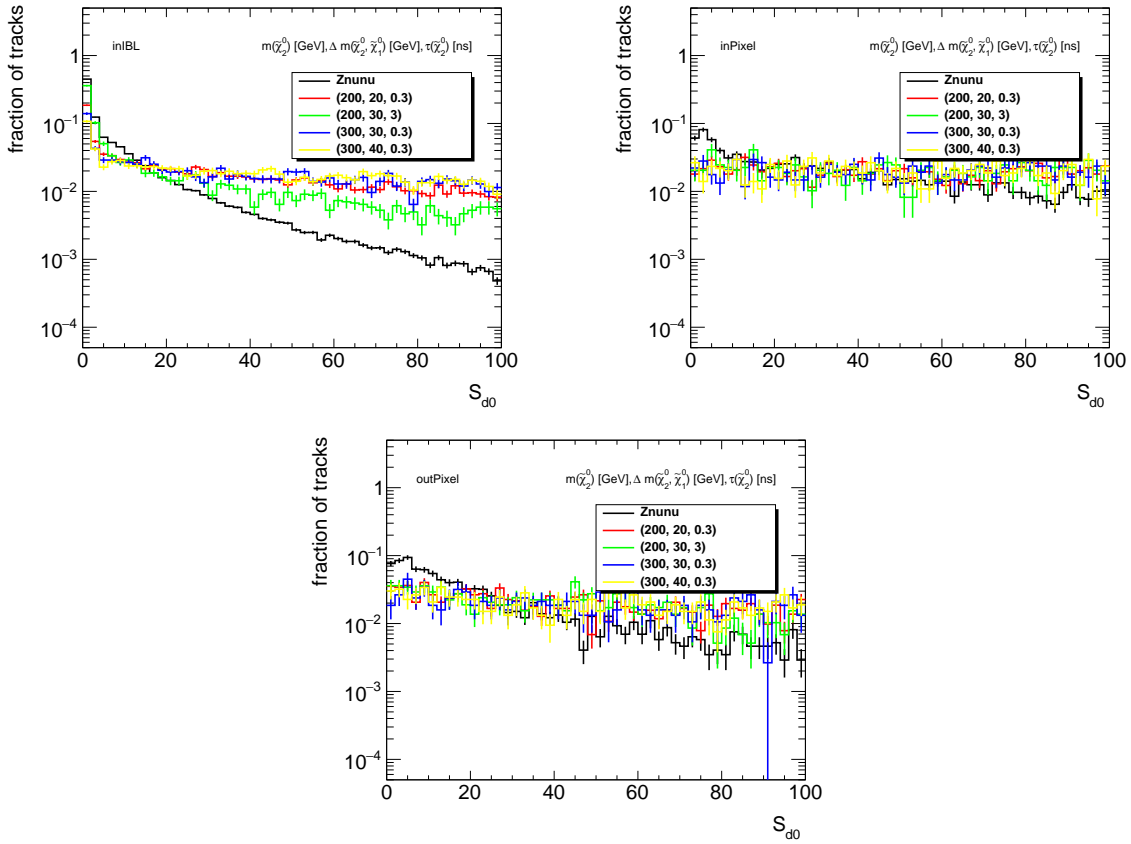 fraction of tracks
inIBL
m(χ̃⁰₂) [GeV], Δ m(χ̃⁰₂, χ̃⁰₁) [GeV], τ(χ̃⁰₂) [ns]
Znunu
(200, 20, 0.3)
(200, 30, 3)
(300, 30, 0.3)
(300, 40, 0.3)
1
10⁻¹
10⁻²
10⁻³
10⁻⁴
0 20 40 60 80 100
S_d0
fraction of tracks
inPixel
m(χ̃⁰₂) [GeV], Δ m(χ̃⁰₂, χ̃⁰₁) [GeV], τ(χ̃⁰₂) [ns]
Znunu
(200, 20, 0.3)
(200, 30, 3)
(300, 30, 0.3)
(300, 40, 0.3)
1
10⁻¹
10⁻²
10⁻³
10⁻⁴
0 20 40 60 80 100
S_d0
fraction of tracks
outPixel
m(χ̃⁰₂) [GeV], Δ m(χ̃⁰₂, χ̃⁰₁) [GeV], τ(χ̃⁰₂) [ns]
Znunu
(200, 20, 0.3)
(200, 30, 3)
(300, 30, 0.3)
(300, 40, 0.3)
1
10⁻¹
10⁻²
10⁻³
10⁻⁴
0 20 40 60 80 100
S_d0